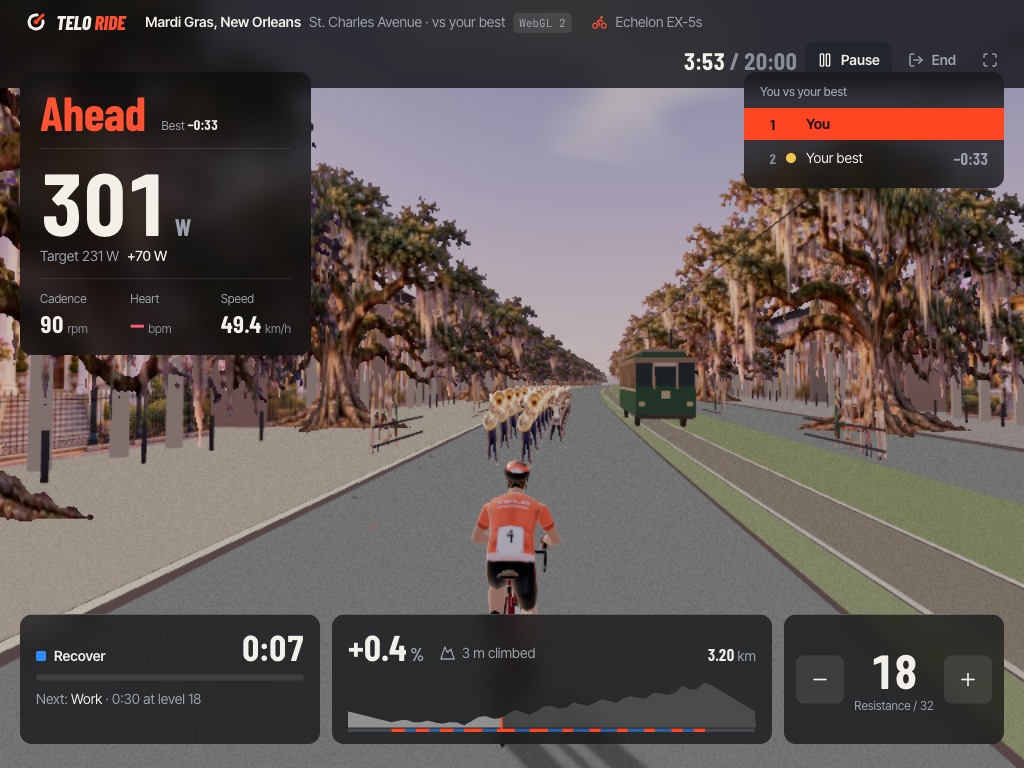 TELO RIDE Mardi Gras, New Orleans St. Charles Avenue · vs your best WebGL 2 Echelon EX-5s
3:53 / 20:00 Pause End
Ahead Best −0:33
301 W
Target 231 W +70 W
Cadence Heart Speed
90 rpm — bpm 49.4 km/h
You vs your best
1 You
2 Your best −0:33
TELO
Recover 0:07
Next: Work · 0:30 at level 18
+0.4 % 3 m climbed 3.20 km
− 18 +
Resistance / 32